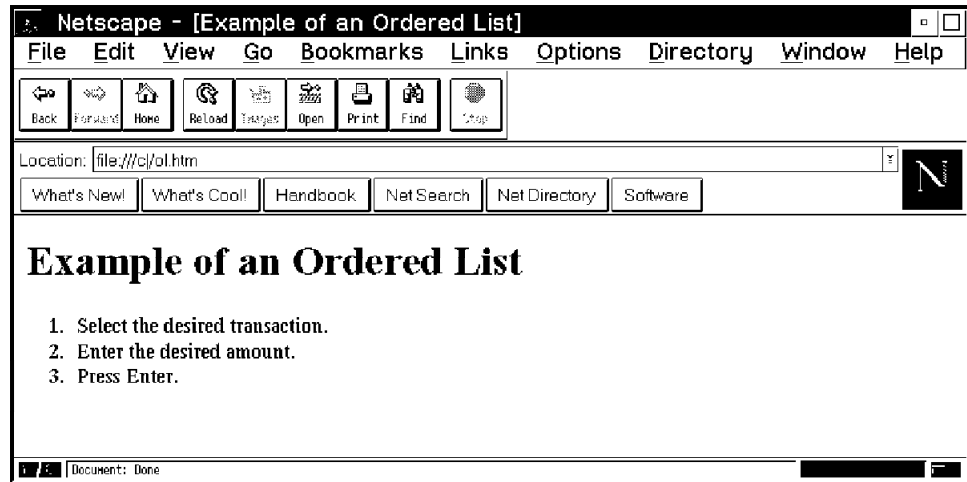 Netscape - [Example of an Ordered List]
File Edit View Go Bookmarks Links Options Directory Window Help
Back Forward Home Reload Images Open Print Find Stop
Location: file:///c|/ol.htm
N
What's New! What's Cool! Handbook Net Search Net Directory Software
Example of an Ordered List
1. Select the desired transaction.
2. Enter the desired amount.
3. Press Enter.
Document: Done